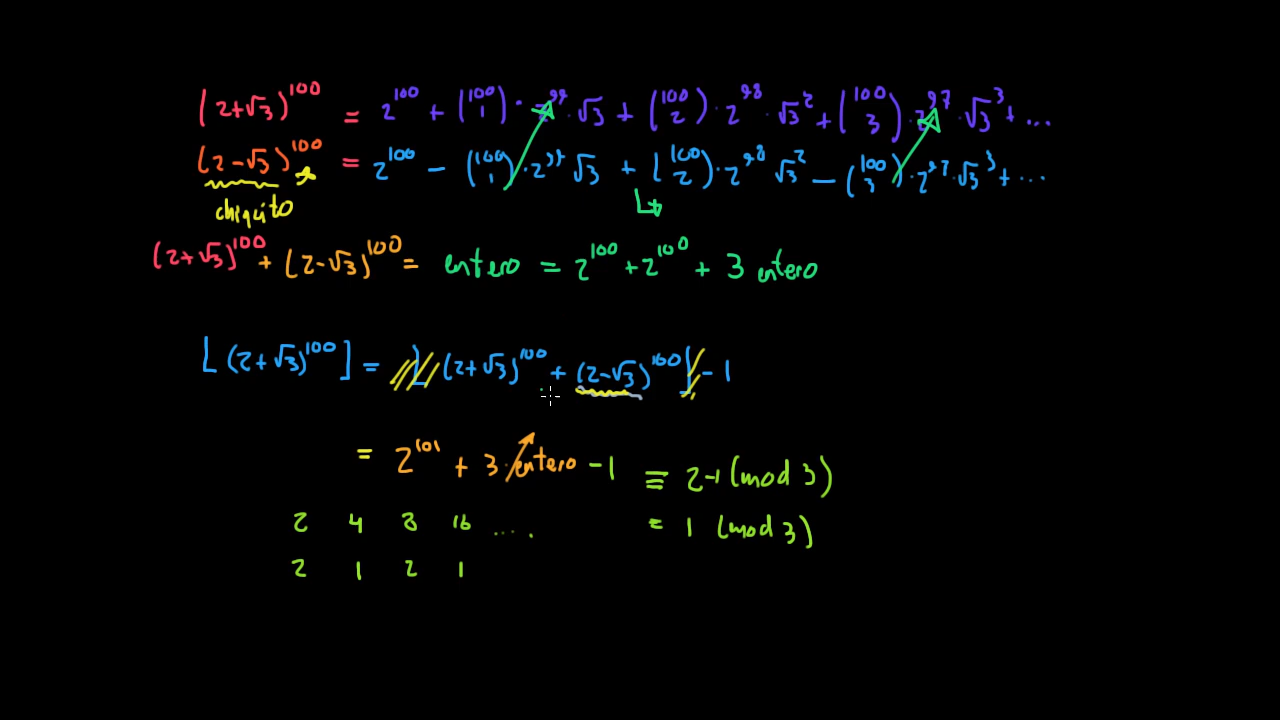 (2+√3)^100 = 2^100 + (100 1) · 2^99 · √3 + (100 2) · 2^98 · √3^2 + (100 3) · 2^97 · √3^3 + ...
(2-√3)^100 = 2^100 - (100 1) · 2^99 √3 + (100 2) · 2^98 √3^2 - (100 3) · 2^97 · √3^3 + ...
chiquito
(2+√3)^100 + (2-√3)^100 = entero = 2^100 + 2^100 + 3 entero
⌊(2+√3)^100⌋ = ⌊(2+√3)^100 + (2-√3)^100⌋ - 1
= 2^101 + 3 · entero - 1 ≡ 2-1 (mod 3)
2 4 8 16 .... = 1 (mod 3)
2 1 2 1